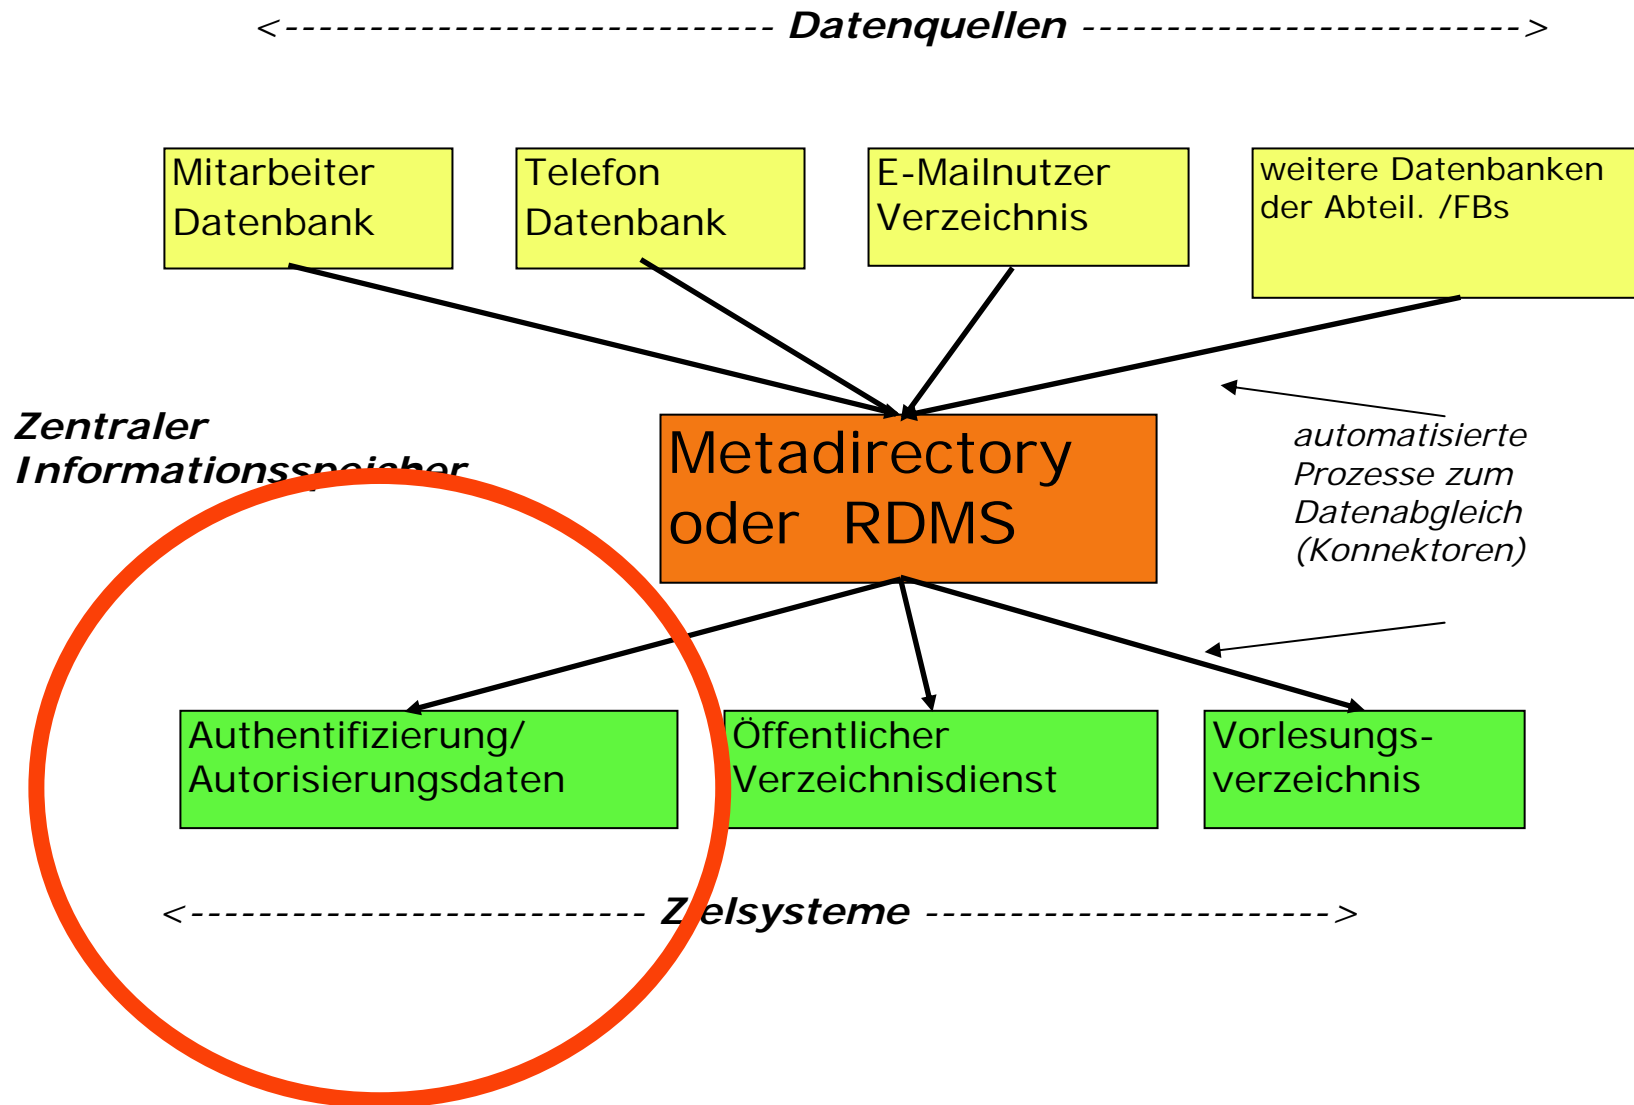 <----------------------------- Datenquellen -------------------------->
Mitarbeiter
Datenbank
Telefon
Datenbank
E-Mailnutzer
Verzeichnis
weitere Datenbanken
der Abteil. /FBs
Zentraler
Informationsspeicher
Metadirectory
oder RDMS
automatisierte
Prozesse zum
Datenabgleich
(Konnektoren)
Authentifizierung/
Autorisierungsdaten
Öffentlicher
Verzeichnisdienst
Vorlesungs-
verzeichnis
<--------------------------- Zielsysteme ------------------------>